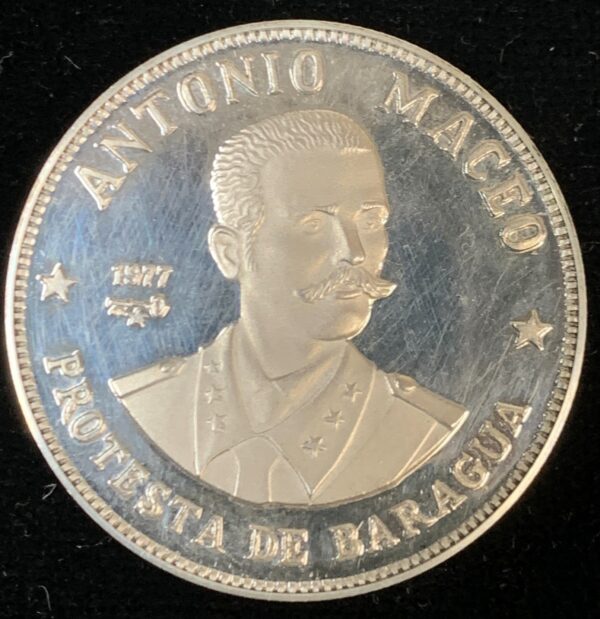 ANTONIO MACEO
1977
PROTESTA DE BARAGUA